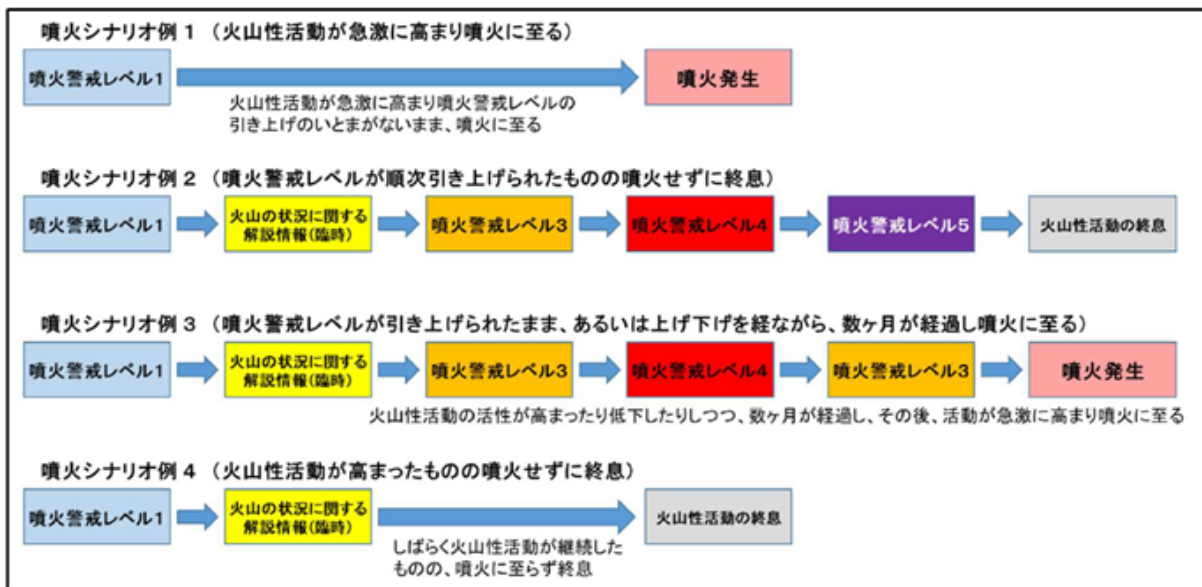 噴火シナリオ例1 (火山性活動が急激に高まり噴火に至る)
噴火警戒レベル1
噴火発生
火山性活動が急激に高まり噴火警戒レベルの
引き上げのいとまがないまま、噴火に至る
噴火シナリオ例2 (噴火警戒レベルが順次引き上げられたものの噴火せずに終息)
噴火警戒レベル1
火山の状況に関する
解説情報(臨時)
噴火警戒レベル3
噴火警戒レベル4
噴火警戒レベル5
火山性活動の終息
噴火シナリオ例3 (噴火警戒レベルが引き上げられたまま、あるいは上げ下げを経ながら、数ヶ月が経過し噴火に至る)
噴火警戒レベル1
火山の状況に関する
解説情報(臨時)
噴火警戒レベル3
噴火警戒レベル4
噴火警戒レベル3
噴火発生
火山性活動の活性が高まったり低下したりしつつ、数ヶ月が経過し、その後、活動が急激に高まり噴火に至る
噴火シナリオ例4 (火山性活動が高まったものの噴火せずに終息)
噴火警戒レベル1
火山の状況に関する
解説情報(臨時)
火山性活動の終息
しばらく火山性活動が継続した
ものの、噴火に至らず終息